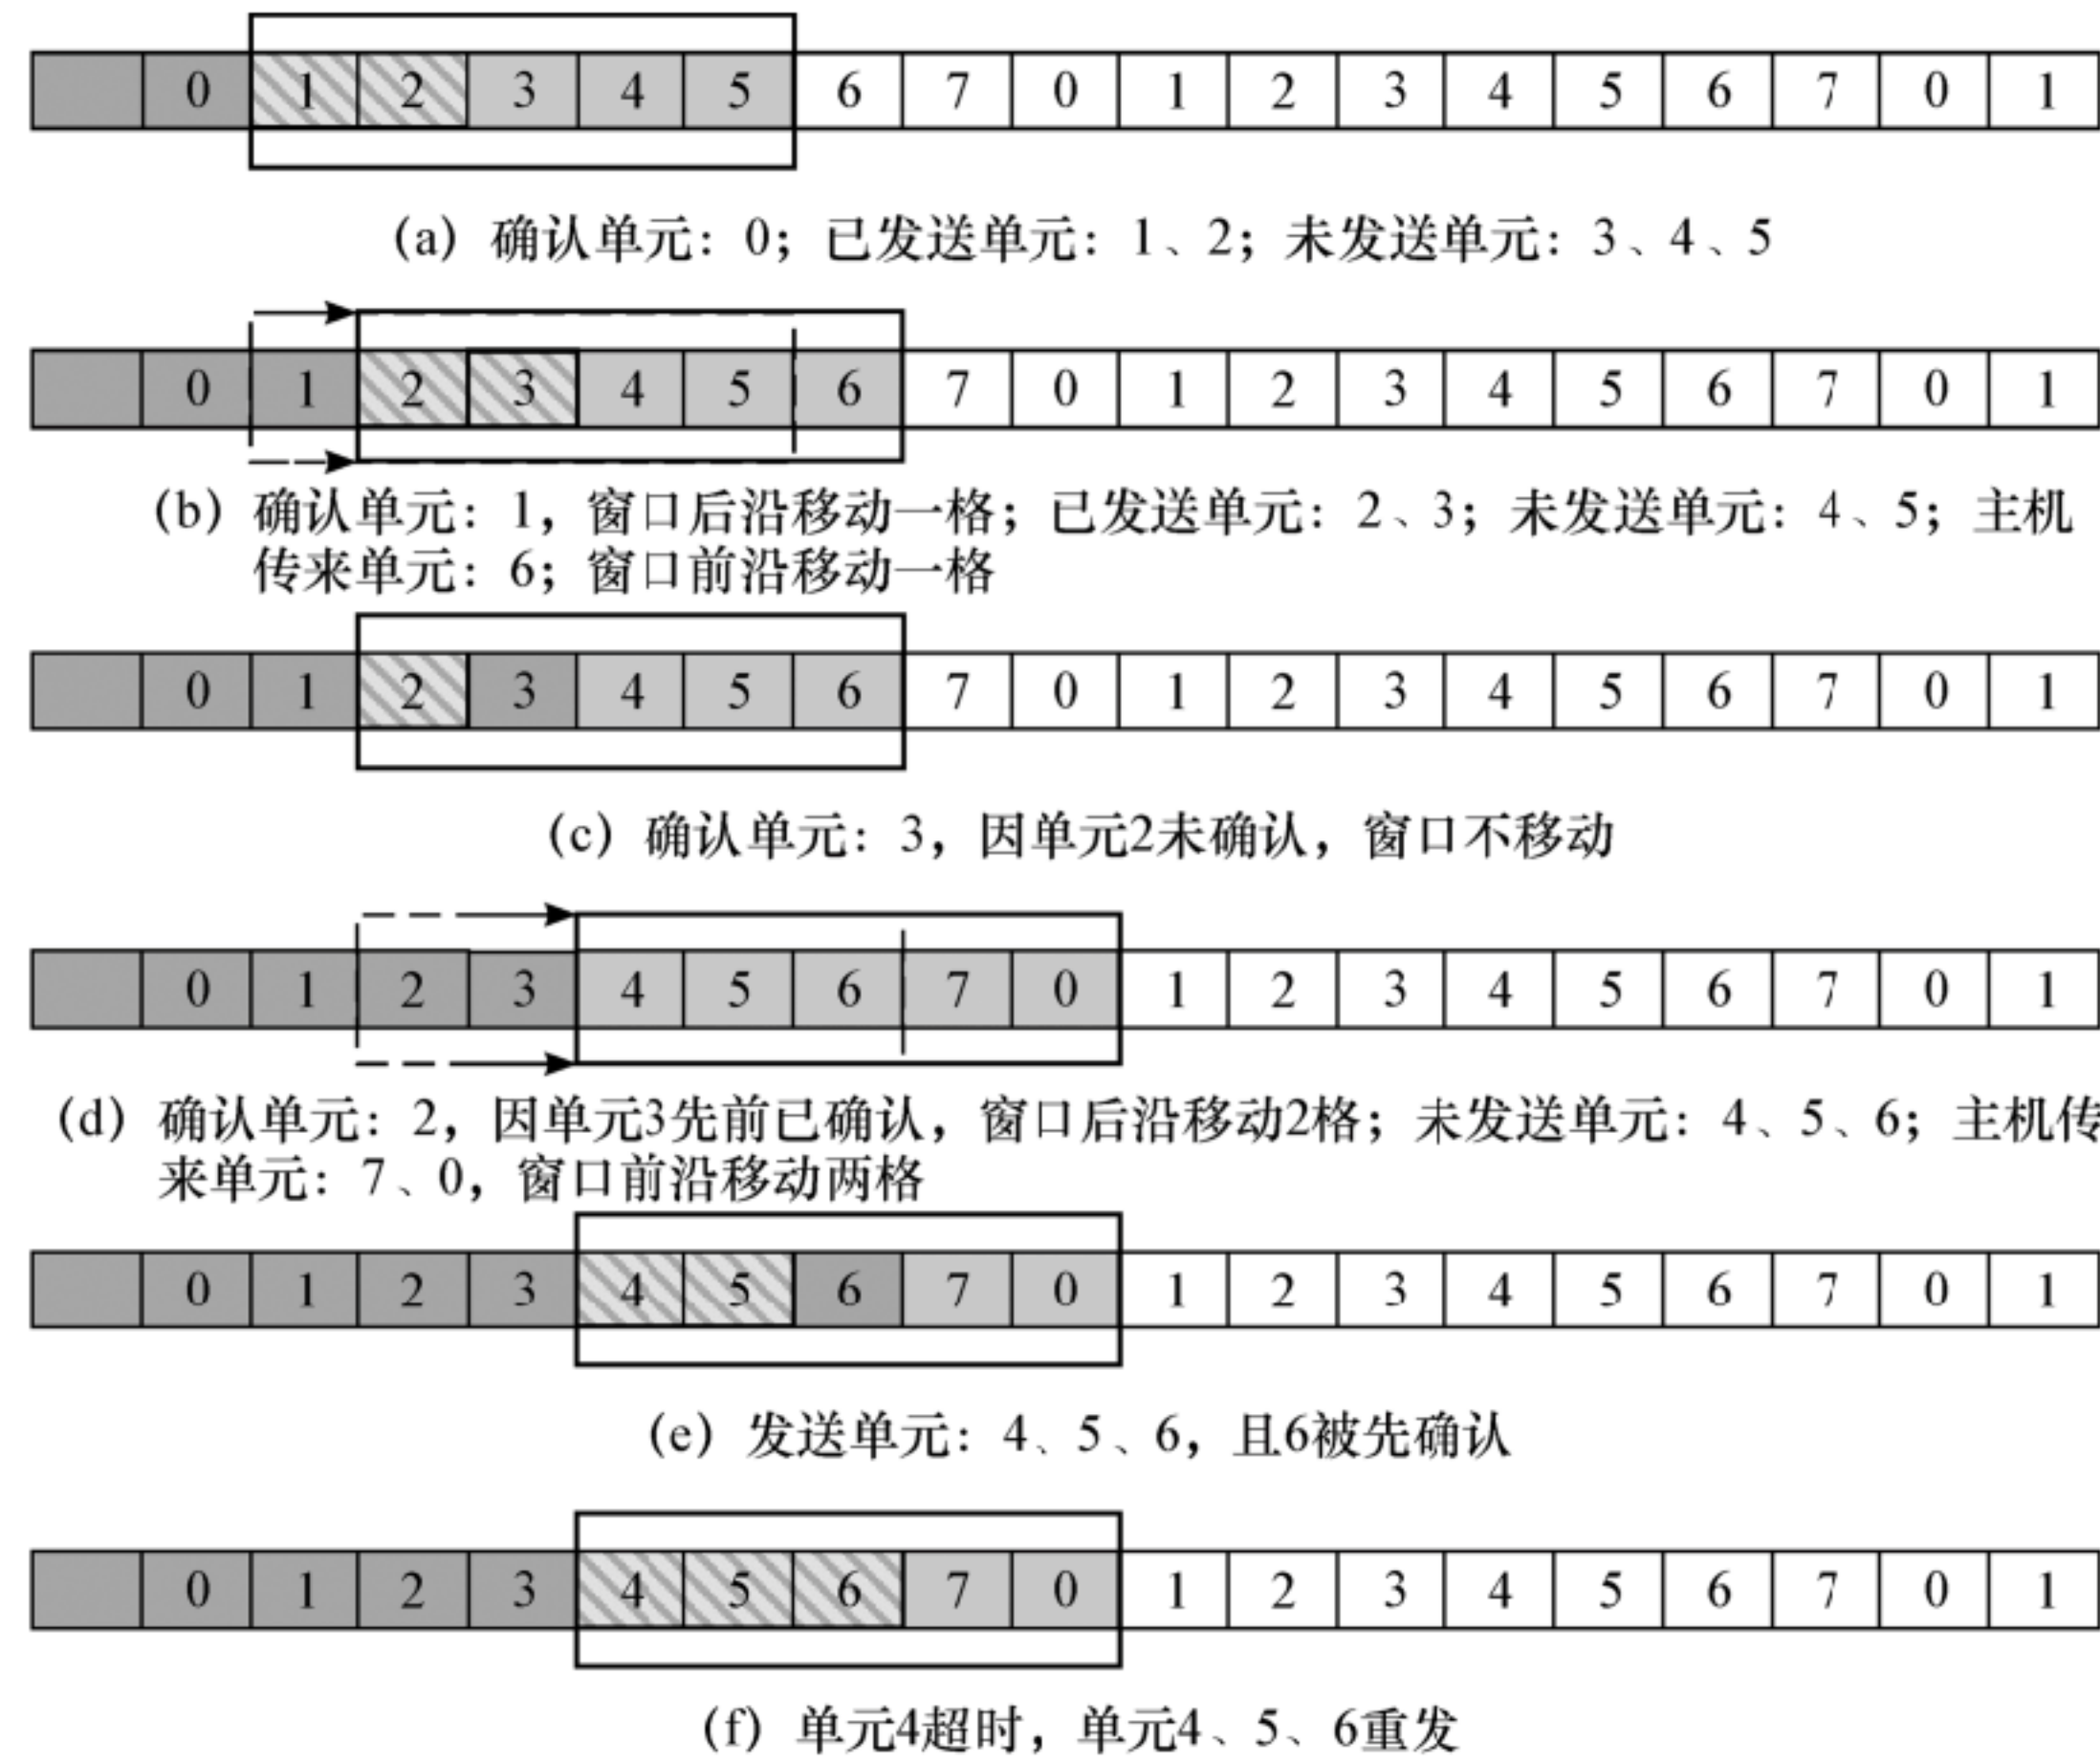 0 1 2 3 4 5 6 7 0 1 2 3 4 5 6 7 0 1
(a) 确认单元：0；已发送单元：1、2；未发送单元：3、4、5
0 1 2 3 4 5 6 7 0 1 2 3 4 5 6 7 0 1
(b) 确认单元：1，窗口后沿移动一格；已发送单元：2、3；未发送单元：4、5；主机
传来单元：6；窗口前沿移动一格
0 1 2 3 4 5 6 7 0 1 2 3 4 5 6 7 0 1
(c) 确认单元：3，因单元2未确认，窗口不移动
0 1 2 3 4 5 6 7 0 1 2 3 4 5 6 7 0 1
(d) 确认单元：2，因单元3先前已确认，窗口后沿移动2格；未发送单元：4、5、6；主机传
来单元：7、0，窗口前沿移动两格
0 1 2 3 4 5 6 7 0 1 2 3 4 5 6 7 0 1
(e) 发送单元：4、5、6，且6被先确认
0 1 2 3 4 5 6 7 0 1 2 3 4 5 6 7 0 1
(f) 单元4超时，单元4、5、6重发